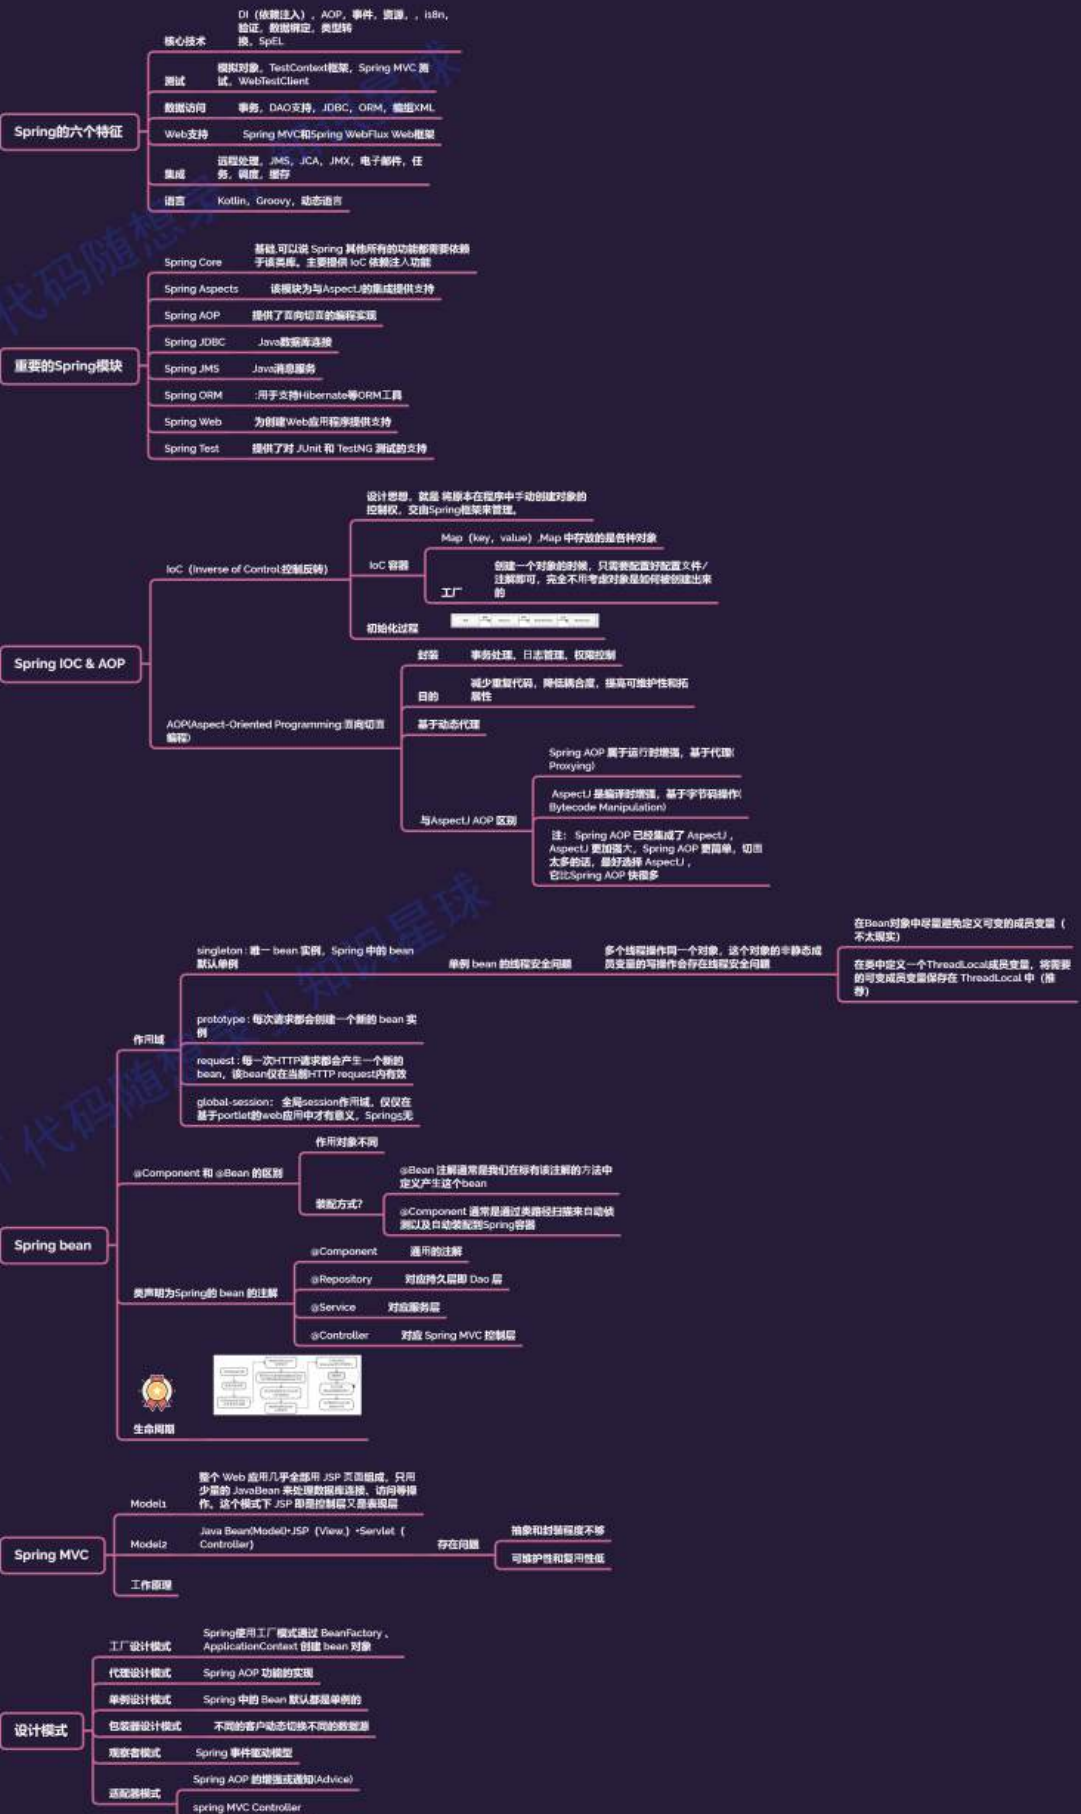 DI（依赖注入），AOP，事件，资源，，i18n，
验证，数据绑定，类型转
换，SpEL
核心技术
模拟对象，TestContext框架，Spring MVC 测
试，WebTestClient
测试
数据访问
事务，DAO支持，JDBC，ORM，编组XML
Spring的六个特征
Web支持
Spring MVC和Spring WebFlux Web框架
远程处理，JMS，JCA，JMX，电子邮件，任
务，调度，缓存
集成
语言
Kotlin，Groovy，动态语言
基础,可以说 Spring 其他所有的功能都需要依赖
于该类库。主要提供 IoC 依赖注入功能
Spring Core
Spring Aspects
该模块为与AspectJ的集成提供支持
Spring AOP
提供了面向切面的编程实现
Spring JDBC
Java数据库连接
重要的Spring模块
Spring JMS
Java消息服务
Spring ORM
:用于支持Hibernate等ORM工具
Spring Web
为创建Web应用程序提供支持
Spring Test
提供了对 JUnit 和 TestNG 测试的支持
设计思想，就是 将原本在程序中手动创建对象的
控制权，交由Spring框架来管理。
Map（key，value）,Map 中存放的是各种对象
IoC 容器
IoC（Inverse of Control:控制反转）
创建一个对象的时候，只需要配置好配置文件/
注解即可，完全不用考虑对象是如何被创建出来
的
工厂
初始化过程
Spring IOC & AOP
封装
事务处理、日志管理、权限控制
减少重复代码，降低耦合度，提高可维护性和拓
展性
目的
AOP(Aspect-Oriented Programming:面向切面
编程)
基于动态代理
Spring AOP 属于运行时增强，基于代理(
Proxying)
AspectJ 是编译时增强，基于字节码操作(
Bytecode Manipulation)
与AspectJ AOP 区别
注： Spring AOP 已经集成了 AspectJ，
AspectJ 更加强大，Spring AOP 更简单，切面
太多的话，最好选择 AspectJ，
它比Spring AOP 快很多
在Bean对象中尽量避免定义可变的成员变量（
不太现实）
singleton : 唯一 bean 实例，Spring 中的 bean
默认单例
单例 bean 的线程安全问题
多个线程操作同一个对象，这个对象的非静态成
员变量的写操作会存在线程安全问题
在类中定义一个ThreadLocal成员变量，将需要
的可变成员变量保存在 ThreadLocal 中（推
荐）
prototype : 每次请求都会创建一个新的 bean 实
例
作用域
request : 每一次HTTP请求都会产生一个新的
bean，该bean仅在当前HTTP request内有效
global-session： 全局session作用域，仅仅在
基于portlet的web应用中才有意义，Spring5无
作用对象不同
@Component 和 @Bean 的区别
@Bean 注解通常是我们在标有该注解的方法中
定义产生这个bean
装配方式?
@Component 通常是通过类路径扫描来自动侦
测以及自动装配到Spring容器
Spring bean
@Component
通用的注解
@Repository
对应持久层即 Dao 层
类声明为Spring的 bean 的注解
@Service
对应服务层
@Controller
对应 Spring MVC 控制层
生命周期
整个 Web 应用几乎全部用 JSP 页面组成，只用
少量的 JavaBean 来处理数据库连接、访问等操
作。这个模式下 JSP 即是控制层又是表现层
Model1
Java Bean(Model)+JSP（View,）+Servlet（
Controller）
Model2
存在问题
抽象和封装程度不够
可维护性和复用性低
Spring MVC
工作原理
Spring使用工厂模式通过 BeanFactory 、
ApplicationContext 创建 bean 对象
工厂设计模式
代理设计模式
Spring AOP 功能的实现
单例设计模式
Spring 中的 Bean 默认都是单例的
设计模式
包装器设计模式
不同的客户动态切换不同的数据源
观察者模式
Spring 事件驱动模型
Spring AOP 的增强或通知(Advice)
适配器模式
spring MVC Controller
代码随想录 | 知识星球